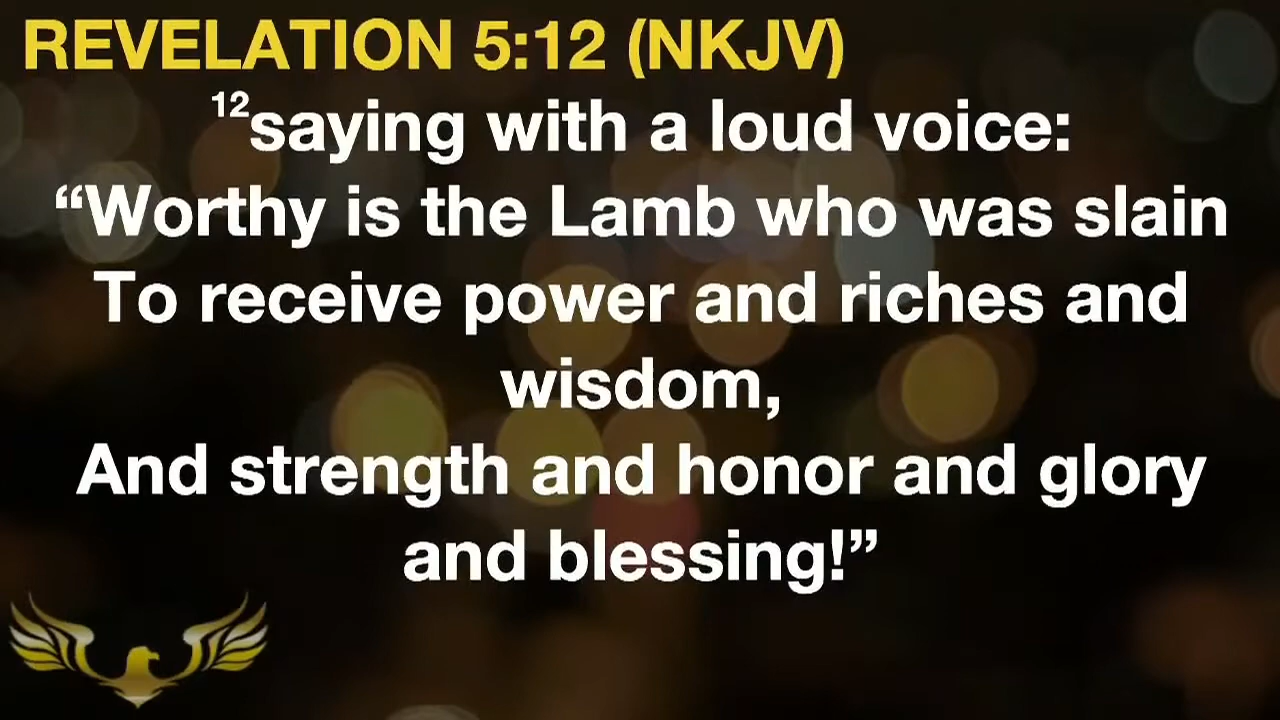 REVELATION 5:12 (NKJV)
¹²saying with a loud voice:
“Worthy is the Lamb who was slain
To receive power and riches and
wisdom,
And strength and honor and glory
and blessing!”